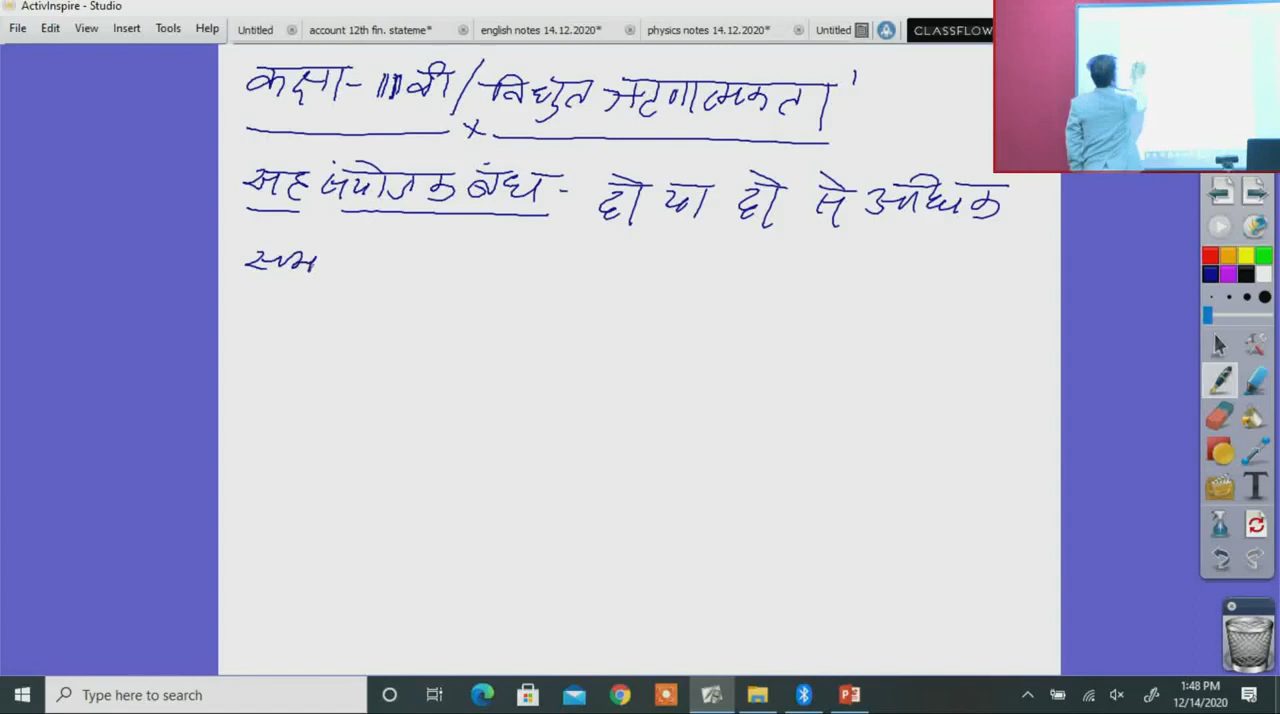 ActivInspire - Studio
File Edit View Insert Tools Help Untitled account 12th fin. stateme* english notes 14.12.2020* physics notes 14.12.2020* Untitled CLASSFLOW
कक्षा- 11वी / विद्युत ऋणात्मकता
सह संयोजक बंध - दो या दो से अधिक
सम
T
Type here to search
1:48 PM
12/14/2020